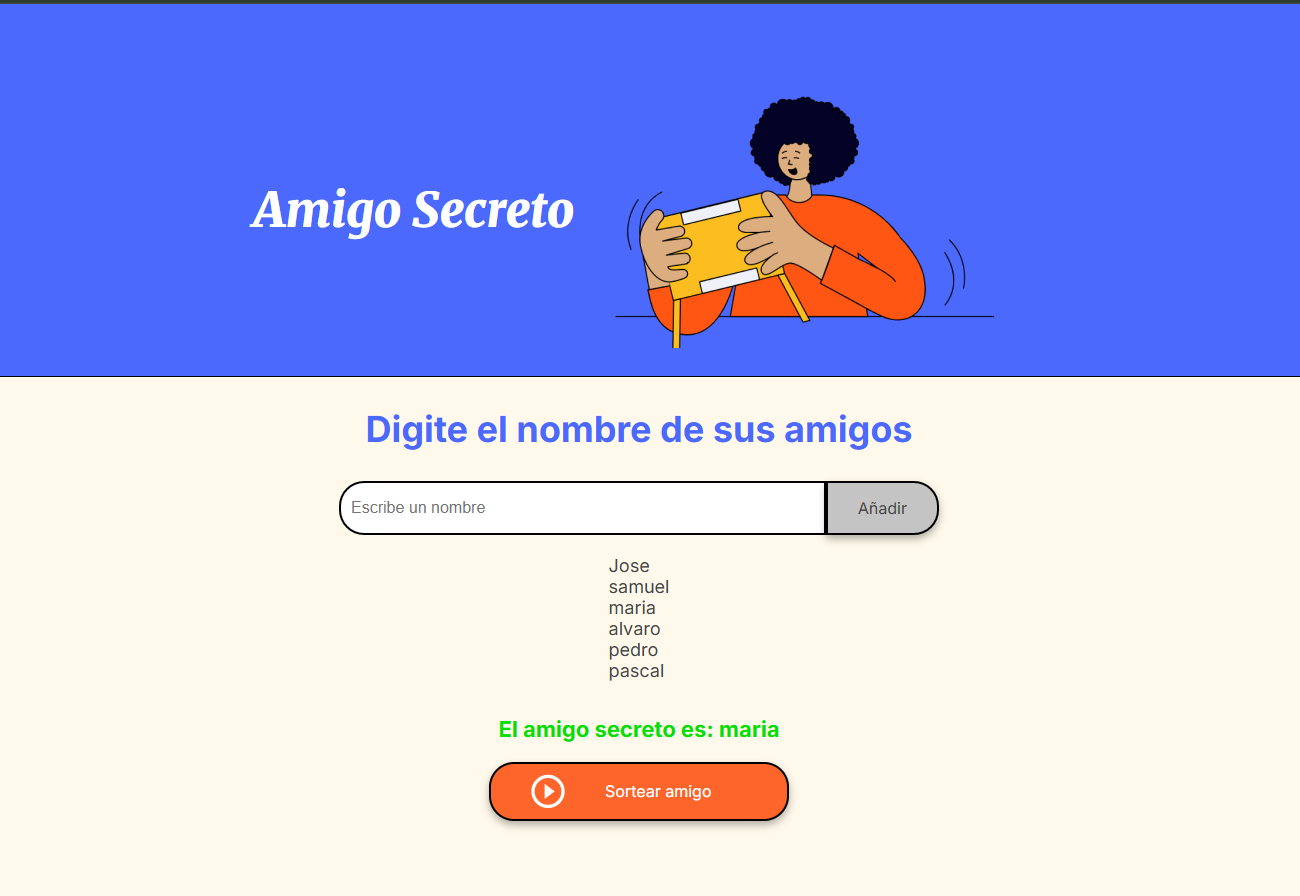 Amigo Secreto
Digite el nombre de sus amigos
Escribe un nombre
Añadir
Jose
samuel
maria
alvaro
pedro
pascal
El amigo secreto es: maria
Sortear amigo